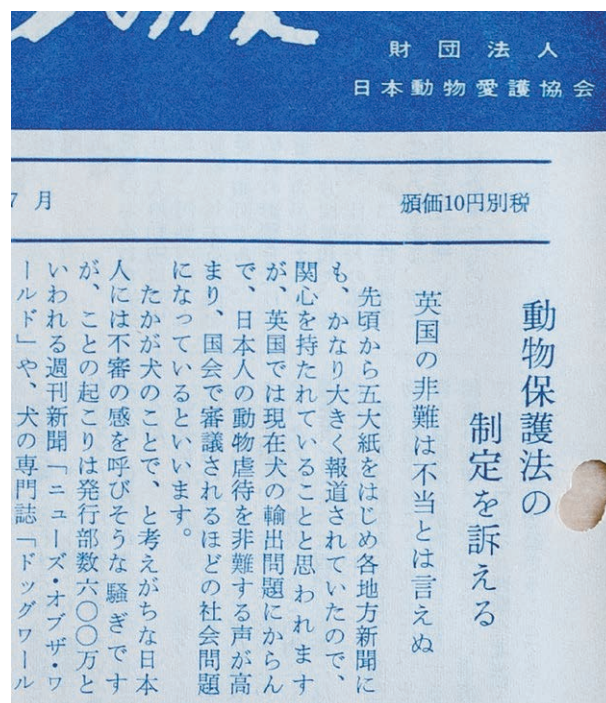 財団法人
日本動物愛護協会
7月
頒価10円別税
動物保護法の
制定を訴える
英国の非難は不当とは言えぬ
先頃から五大紙をはじめ各地方新聞に
も、かなり大きく報道されていたので、
関心を持たれていることと思われます
が、英国では現在犬の輸出問題にからん
で、日本人の動物虐待を非難する声が高
まり、国会で審議されるほどの社会問題
になっているといいます。
たかが犬のことで、と考えがちな日本
人には不審の感を呼びそうな騒ぎです
が、ことの起こりは発行部数六〇〇万と
いわれる週刊新聞「ニューズ・オブザ・ワ
ールド」や、犬の専門誌「ドッグワール